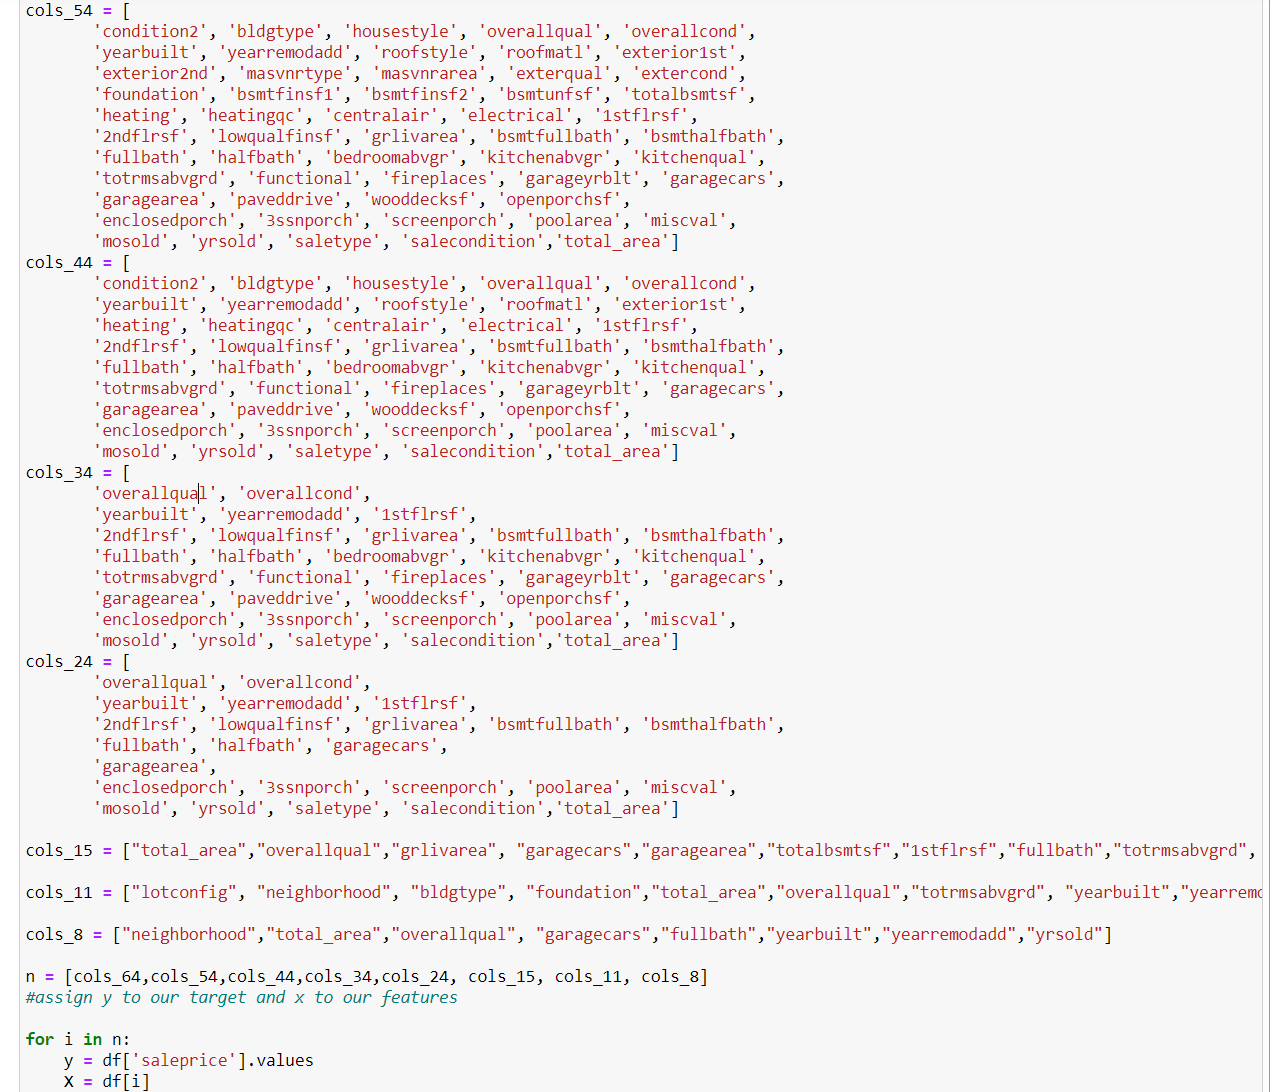 cols_54 = [
'condition2', 'bldgtype', 'housestyle', 'overallqual', 'overallcond',
'yearbuilt', 'yearremodadd', 'roofstyle', 'roofmatl', 'exterior1st',
'exterior2nd', 'masvnrtype', 'masvnrarea', 'exterqual', 'extercond',
'foundation', 'bsmtfinsf1', 'bsmtfinsf2', 'bsmtunfsf', 'totalbsmtsf',
'heating', 'heatingqc', 'centralair', 'electrical', '1stflrsf',
'2ndflrsf', 'lowqualfinsf', 'grlivarea', 'bsmtfullbath', 'bsmthalfbath',
'fullbath', 'halfbath', 'bedroomabvgr', 'kitchenabvgr', 'kitchenqual',
'totrmsabvgrd', 'functional', 'fireplaces', 'garageyrblt', 'garagecars',
'garagearea', 'paveddrive', 'wooddecksf', 'openporchsf',
'enclosedporch', '3ssnporch', 'screenporch', 'poolarea', 'miscval',
'mosold', 'yrsold', 'saletype', 'salecondition','total_area']
cols_44 = [
'condition2', 'bldgtype', 'housestyle', 'overallqual', 'overallcond',
'yearbuilt', 'yearremodadd', 'roofstyle', 'roofmatl', 'exterior1st',
'heating', 'heatingqc', 'centralair', 'electrical', '1stflrsf',
'2ndflrsf', 'lowqualfinsf', 'grlivarea', 'bsmtfullbath', 'bsmthalfbath',
'fullbath', 'halfbath', 'bedroomabvgr', 'kitchenabvgr', 'kitchenqual',
'totrmsabvgrd', 'functional', 'fireplaces', 'garageyrblt', 'garagecars',
'garagearea', 'paveddrive', 'wooddecksf', 'openporchsf',
'enclosedporch', '3ssnporch', 'screenporch', 'poolarea', 'miscval',
'mosold', 'yrsold', 'saletype', 'salecondition','total_area']
cols_34 = [
'overallqual', 'overallcond',
'yearbuilt', 'yearremodadd', '1stflrsf',
'2ndflrsf', 'lowqualfinsf', 'grlivarea', 'bsmtfullbath', 'bsmthalfbath',
'fullbath', 'halfbath', 'bedroomabvgr', 'kitchenabvgr', 'kitchenqual',
'totrmsabvgrd', 'functional', 'fireplaces', 'garageyrblt', 'garagecars',
'garagearea', 'paveddrive', 'wooddecksf', 'openporchsf',
'enclosedporch', '3ssnporch', 'screenporch', 'poolarea', 'miscval',
'mosold', 'yrsold', 'saletype', 'salecondition','total_area']
cols_24 = [
'overallqual', 'overallcond',
'yearbuilt', 'yearremodadd', '1stflrsf',
'2ndflrsf', 'lowqualfinsf', 'grlivarea', 'bsmtfullbath', 'bsmthalfbath',
'fullbath', 'halfbath', 'garagecars',
'garagearea',
'enclosedporch', '3ssnporch', 'screenporch', 'poolarea', 'miscval',
'mosold', 'yrsold', 'saletype', 'salecondition','total_area']
cols_15 = ["total_area","overallqual","grlivarea", "garagecars","garagearea","totalbsmtsf","1stflrsf","fullbath","totrmsabvgrd",
cols_11 = ["lotconfig", "neighborhood", "bldgtype", "foundation","total_area","overallqual","totrmsabvgrd", "yearbuilt",
cols_8 = ["neighborhood","total_area","overallqual", "garagecars","fullbath","yearbuilt","yearremodadd","yrsold"]
n = [cols_64,cols_54,cols_44,cols_34,cols_24, cols_15, cols_11, cols_8]
#assign y to our target and x to our features
for i in n:
y = df['saleprice'].values
X = df[i]